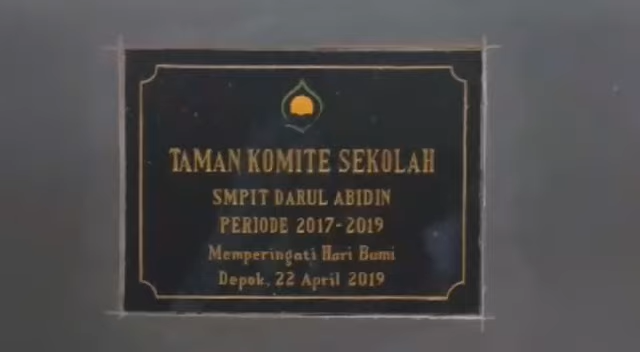 TAMAN KOMITE SEKOLAH
SMPIT DARUL ABIDIN
PERIODE 2017-2019
Memperingati Hari Bumi
Depok, 22 April 2019